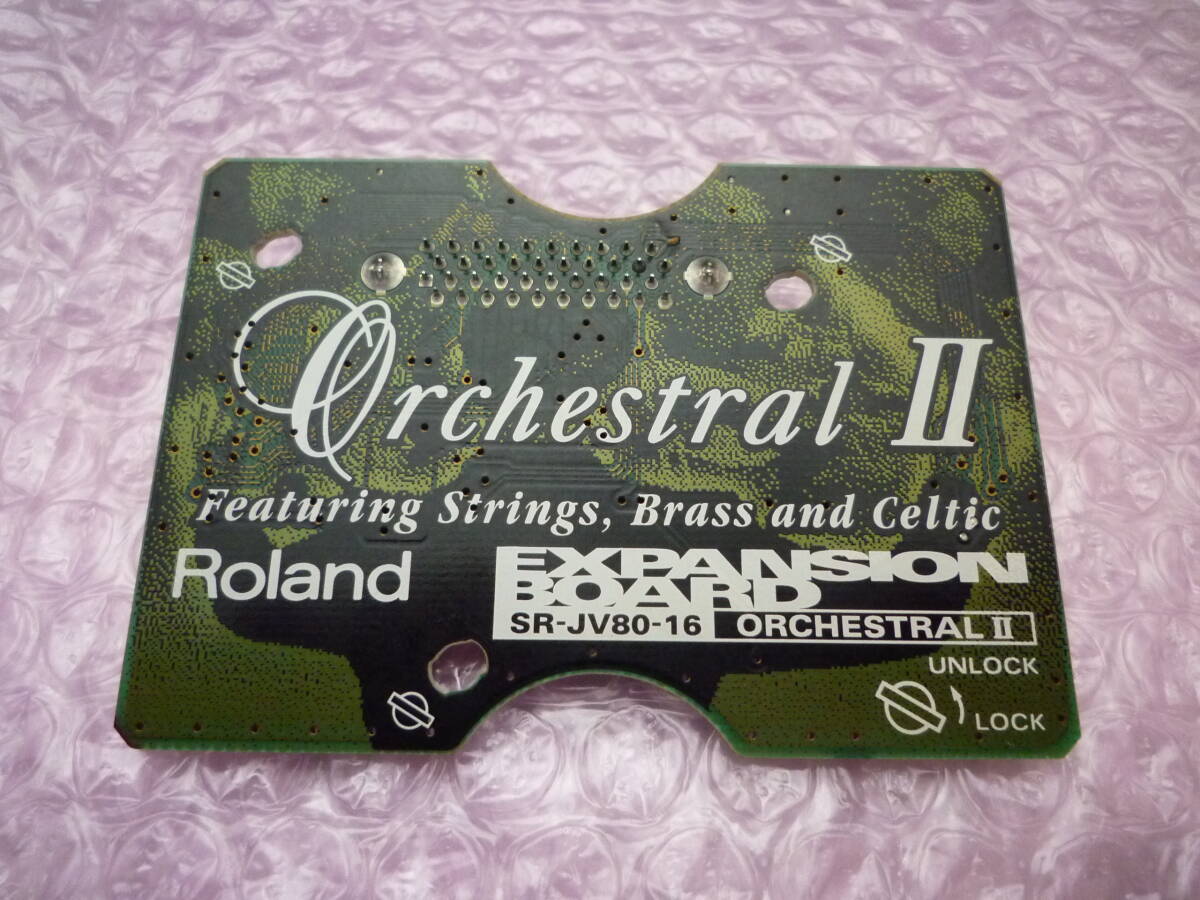 Orchestral II
Featuring Strings, Brass and Celtic
Roland
EXPANSION
BOARD
SR-JV80-16 ORCHESTRAL II
UNLOCK
LOCK